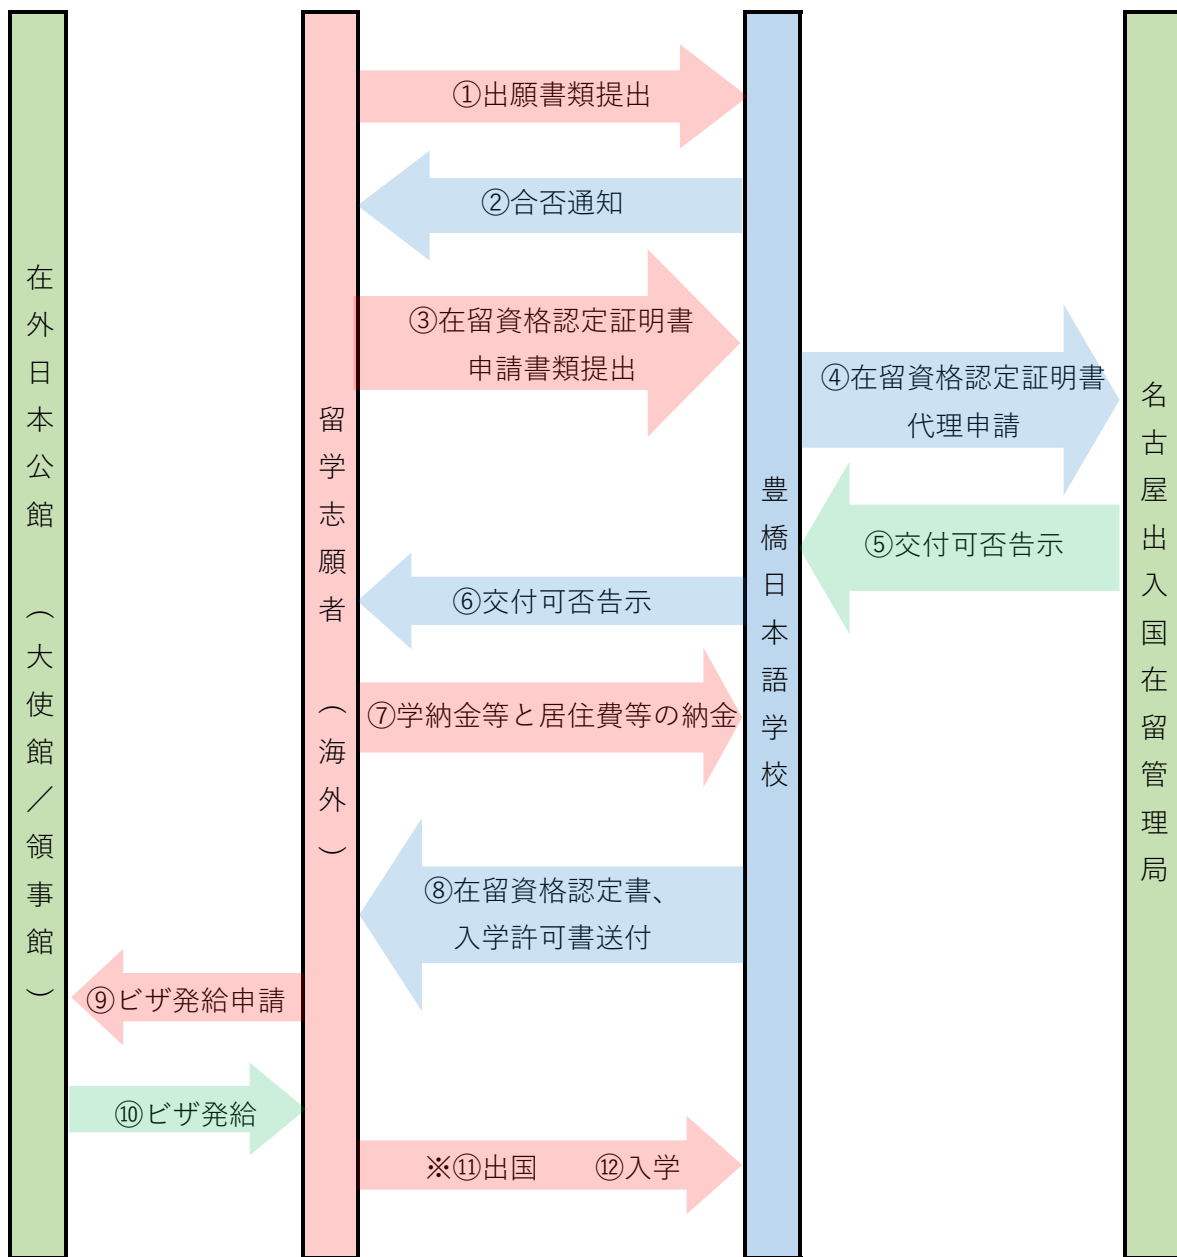 ①出願書類提出
②合否通知
③在留資格認定証明書
申請書類提出
④在留資格認定証明書
代理申請
⑤交付可否告示
⑥交付可否告示
⑦学納金等と居住費等の納金
⑧在留資格認定書、
入学許可書送付
⑨ビザ発給申請
⑩ビザ発給
※⑪出国　　⑫入学
在外日本公館　（大使館／領事館）
留学志願者　（海外）
豊橋日本語学校
名古屋出入国在留管理局